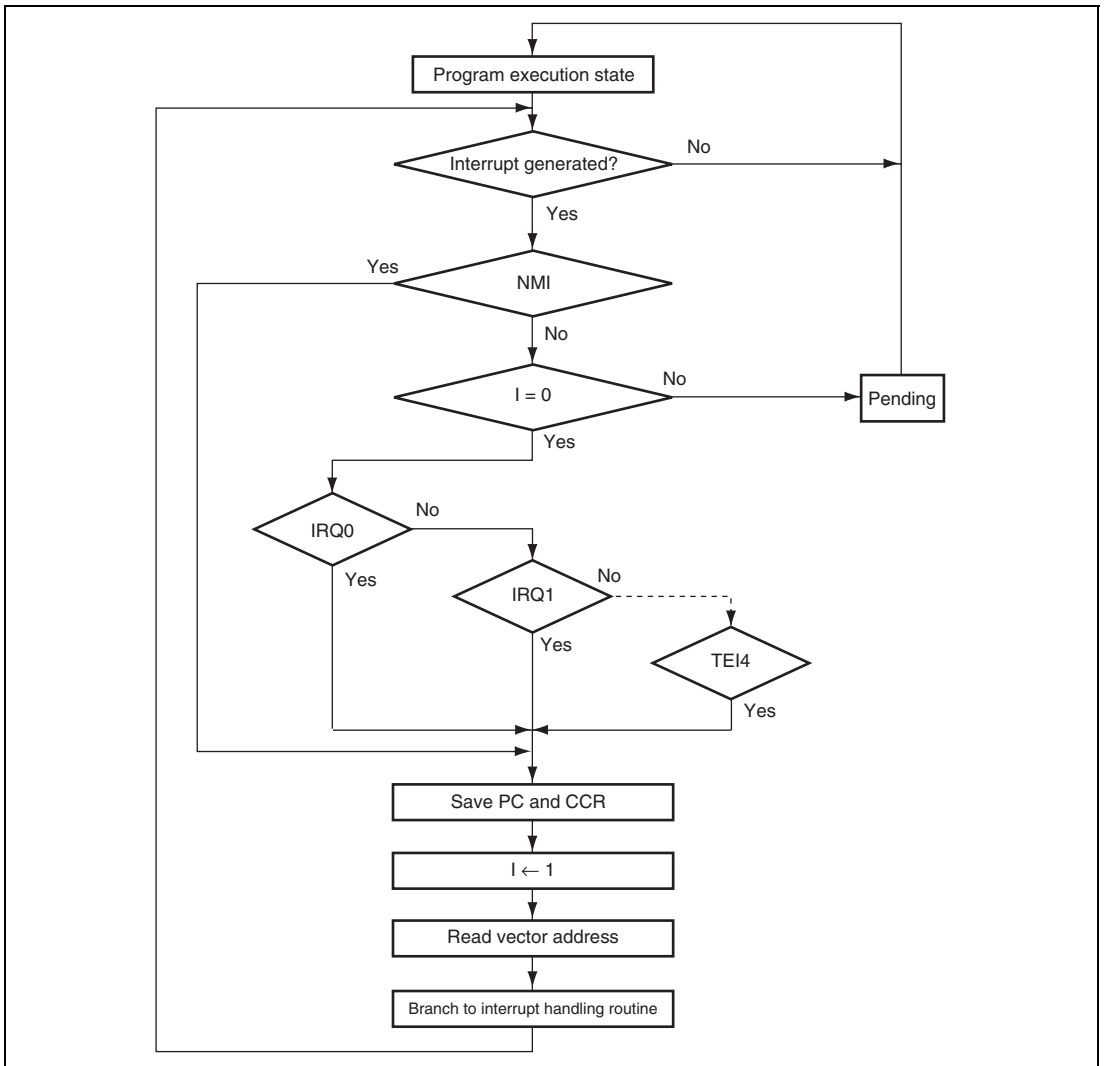 Program execution state
Interrupt generated?
No
Yes
Yes
NMI
No
I = 0
No
Pending
Yes
IRQ0
No
Yes
IRQ1
No
Yes
TEI4
Yes
Save PC and CCR
I ← 1
Read vector address
Branch to interrupt handling routine